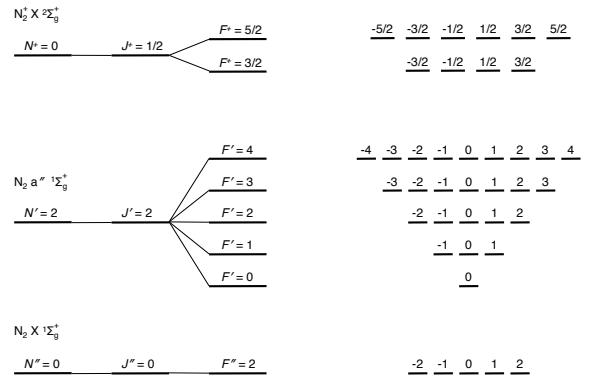 N₂⁺ X ²Σg⁺
N⁺ = 0 J⁺ = 1/2 F⁺ = 5/2 -5/2 -3/2 -1/2 1/2 3/2 5/2
F⁺ = 3/2 -3/2 -1/2 1/2 3/2
F′ = 4 -4 -3 -2 -1 0 1 2 3 4
N₂ a″ ¹Σg⁺
F′ = 3 -3 -2 -1 0 1 2 3
N′ = 2 J′ = 2 F′ = 2 -2 -1 0 1 2
F′ = 1 -1 0 1
F′ = 0 0
N₂ X ¹Σg⁺
N″ = 0 J″ = 0 F″ = 2 -2 -1 0 1 2